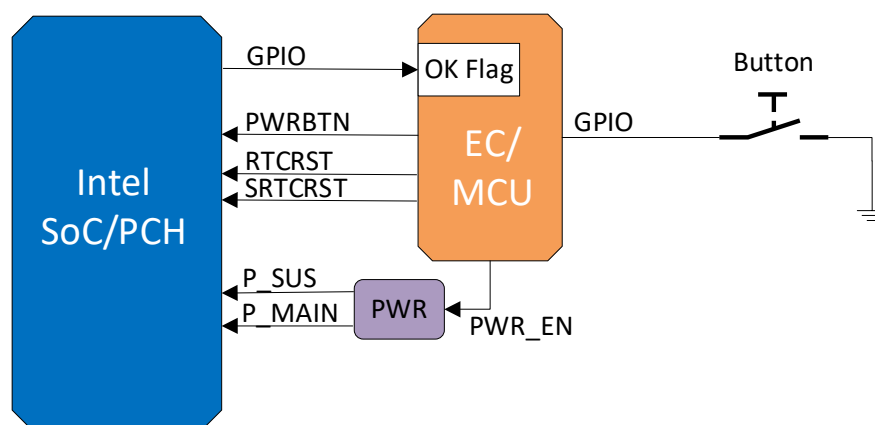 GPIO
OK Flag
Button
PWRBTN
GPIO
EC/
MCU
RTCRST
SRTCRST
Intel
SoC/PCH
P_SUS
P_MAIN
PWR
PWR_EN